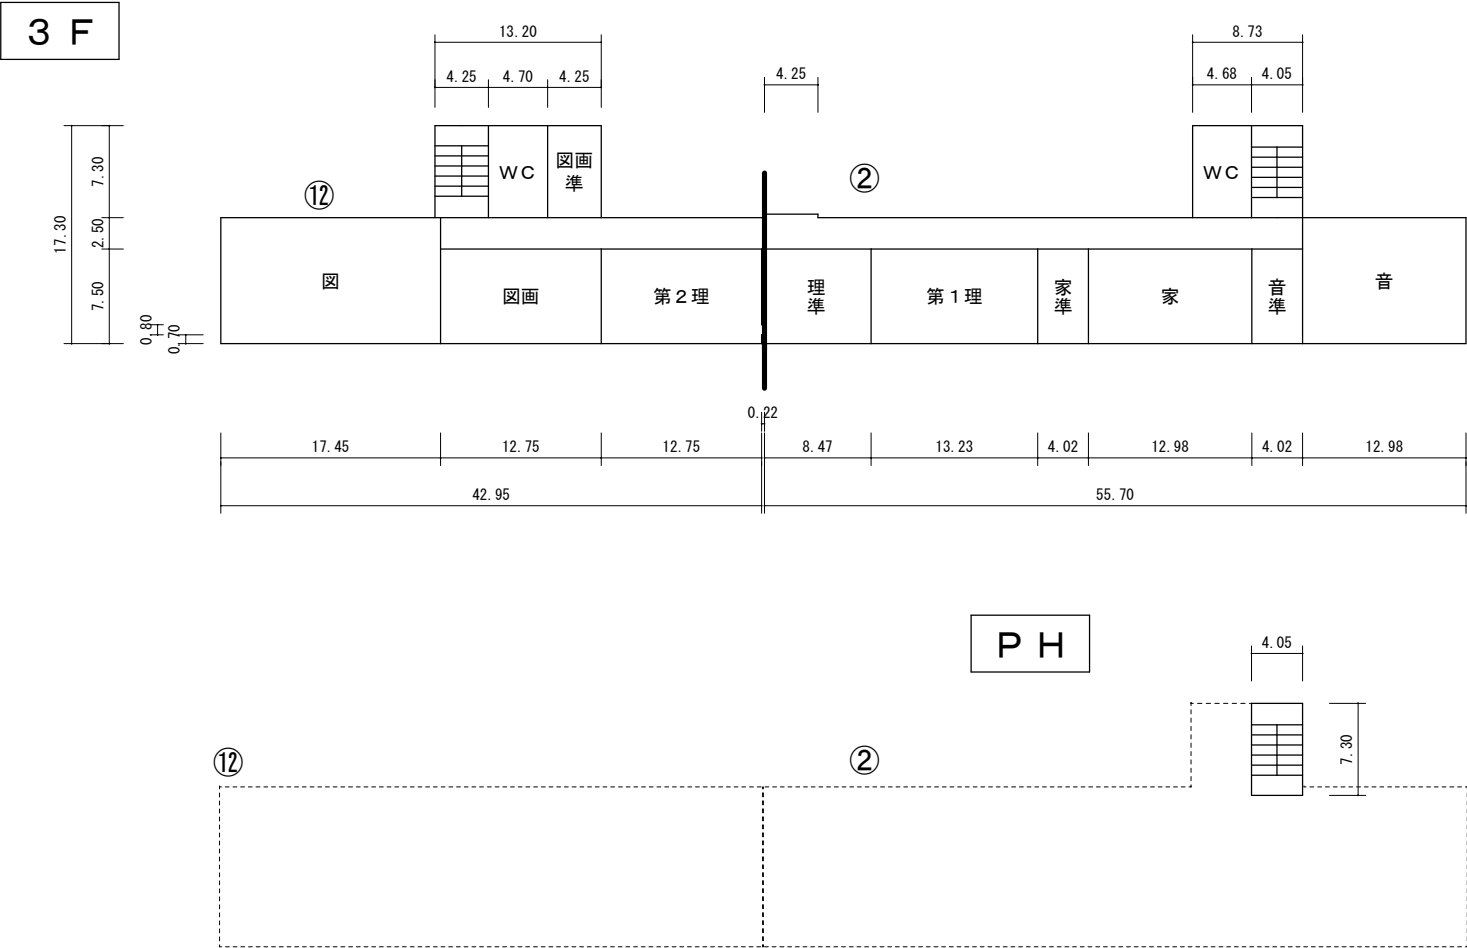 ３Ｆ
13.20
8.73
4.25
4.70
4.25
4.25
4.68
4.05
17.30
7.30
2.50
7.50
0.80
0.70
⑫
ＷＣ
図画
準
②
ＷＣ
図
図画
第２理
理
準
第１理
家
準
家
音
準
音
0.22
17.45
12.75
12.75
8.47
13.23
4.02
12.98
4.02
12.98
42.95
55.70
ＰＨ
4.05
⑫
②
7.30